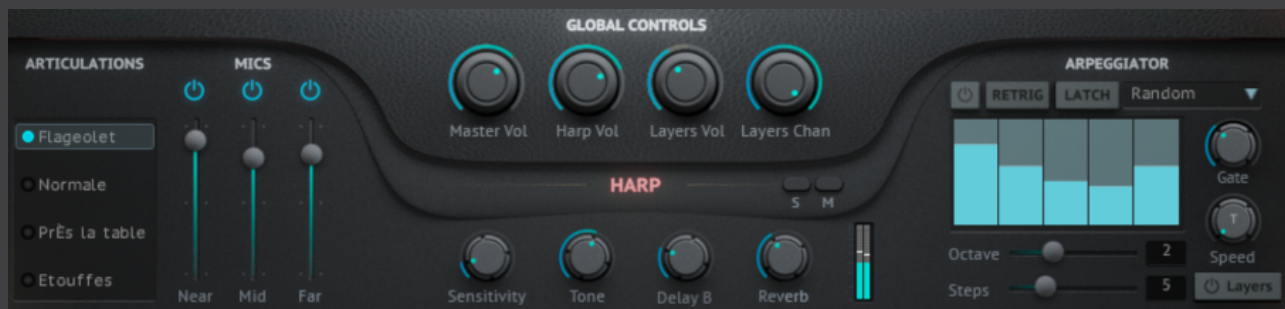 GLOBAL CONTROLS
ARTICULATIONS
MICS
ARPEGGIATOR
RETRIG
LATCH
Random
Master Vol
Harp Vol
Layers Vol
Layers Chan
Flageolet
Normale
PrÈs la table
Etouffes
HARP
S
M
Gate
T
Speed
Octave
2
Steps
5
Layers
Near
Mid
Far
Sensitivity
Tone
Delay B
Reverb